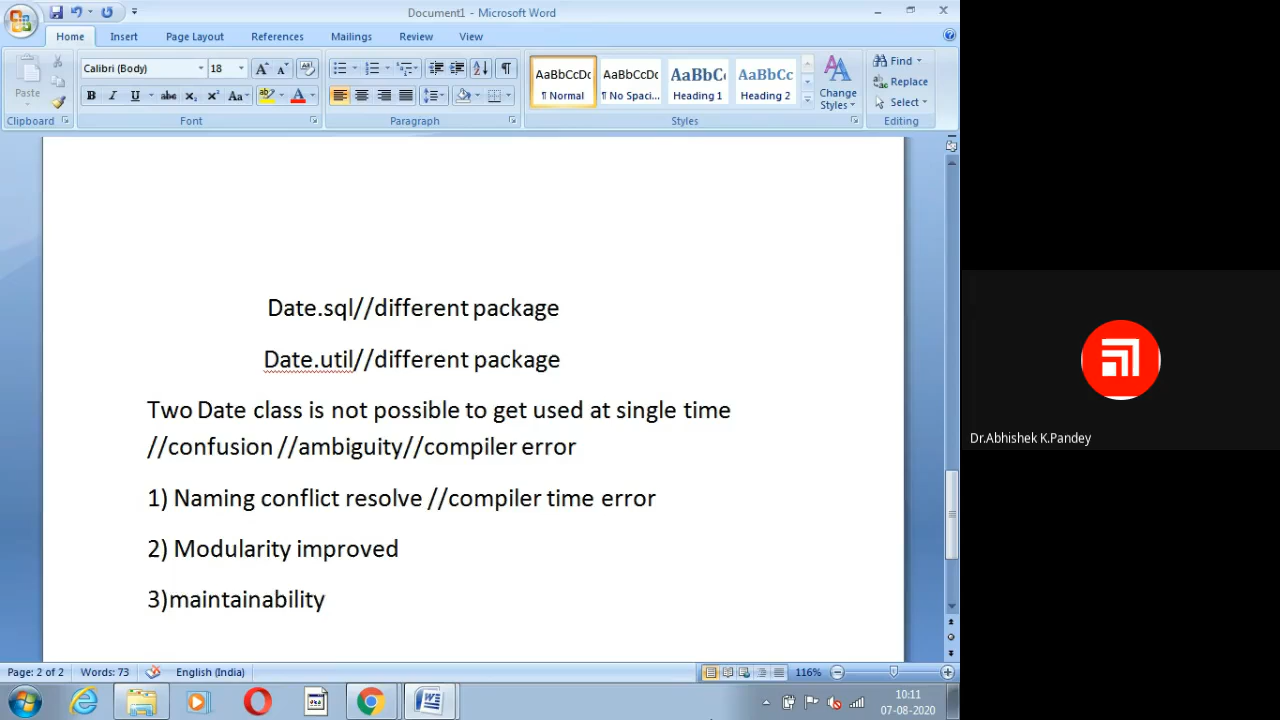 Document1 - Microsoft Word
Home Insert Page Layout References Mailings Review View
Calibri (Body) 18
Paste
B I U abc x₂ x² Aa A
AaBbCcDc AaBbCcDc AaBbC AaBbCc
¶ Normal ¶ No Spaci... Heading 1 Heading 2
Change Styles
Find
Replace
Select
Clipboard Font Paragraph Styles Editing
Date.sql//different package
Date.util//different package
Two Date class is not possible to get used at single time
//confusion //ambiguity//compiler error
1) Naming conflict resolve //compiler time error
2) Modularity improved
3)maintainability
Dr.Abhishek K.Pandey
Page: 2 of 2 Words: 73 English (India) 116%
10:11
07-08-2020